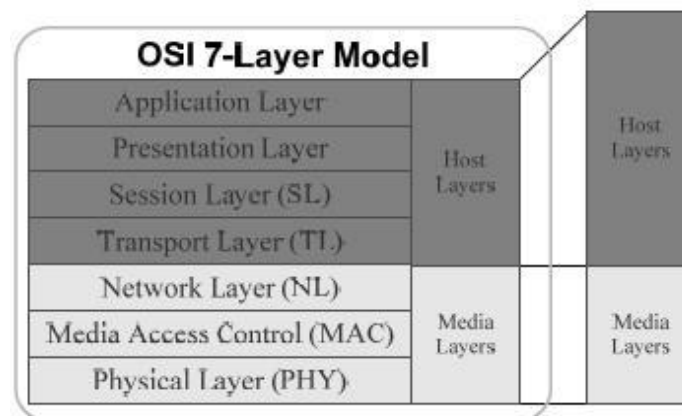 OSI 7-Layer Model
Application Layer
Presentation Layer
Session Layer (SL)
Transport Layer (TL)
Network Layer (NL)
Media Access Control (MAC)
Physical Layer (PHY)
Host
Layers
Media
Layers
Host
Layers
Media
Layers